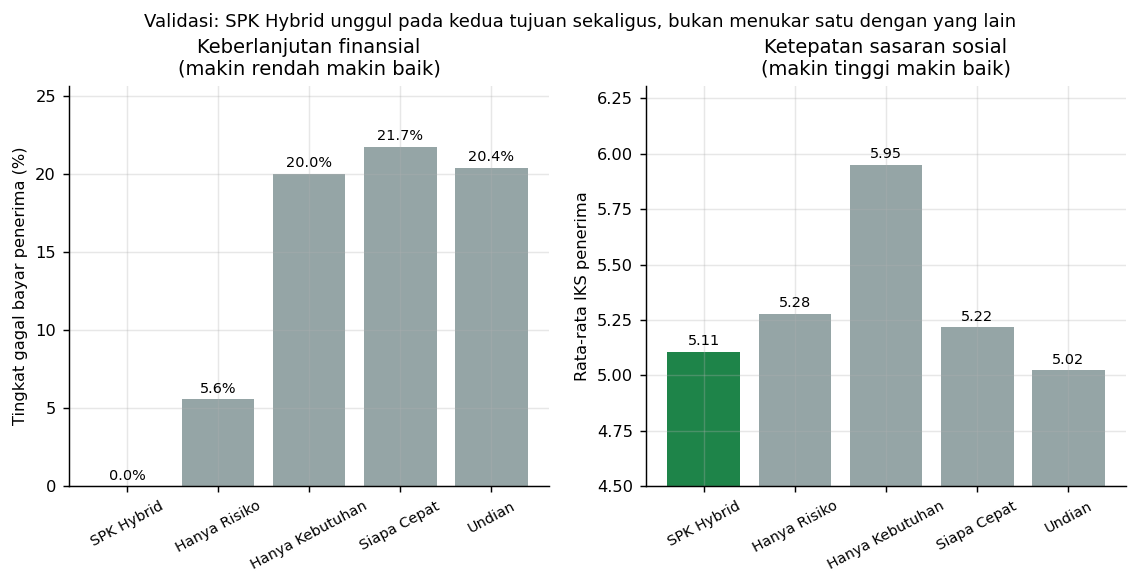 Validasi: SPK Hybrid unggul pada kedua tujuan sekaligus, bukan menukar satu dengan yang lain
Keberlanjutan finansial
(makin rendah makin baik)
Tingkat gagal bayar penerima (%)
25
20
15
10
5
0
0.0%
5.6%
20.0%
21.7%
20.4%
SPK Hybrid
Hanya Risiko
Hanya Kebutuhan
Siapa Cepat
Undian
Ketepatan sasaran sosial
(makin tinggi makin baik)
Rata-rata IKS penerima
6.25
6.00
5.75
5.50
5.25
5.00
4.75
4.50
5.11
5.28
5.95
5.22
5.02
SPK Hybrid
Hanya Risiko
Hanya Kebutuhan
Siapa Cepat
Undian